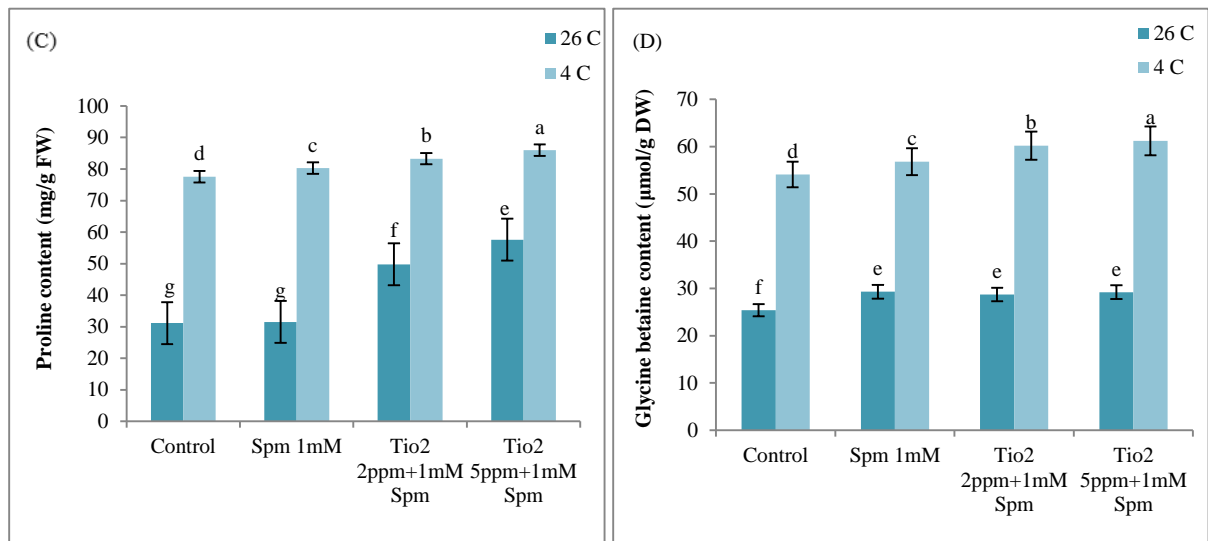 (C)
26 C
4 C
Proline content (mg/g FW)
100
90
80
70
60
50
40
30
20
10
0
d
c
b
a
g
g
f
e
Control
Spm 1mM
Tio2
2ppm+1mM
Spm
Tio2
5ppm+1mM
Spm
(D)
26 C
4 C
Glycine betaine content (µmol/g DW)
70
60
50
40
30
20
10
0
d
c
b
a
f
e
e
e
Control
Spm 1mM
Tio2
2ppm+1mM
Spm
Tio2
5ppm+1mM
Spm